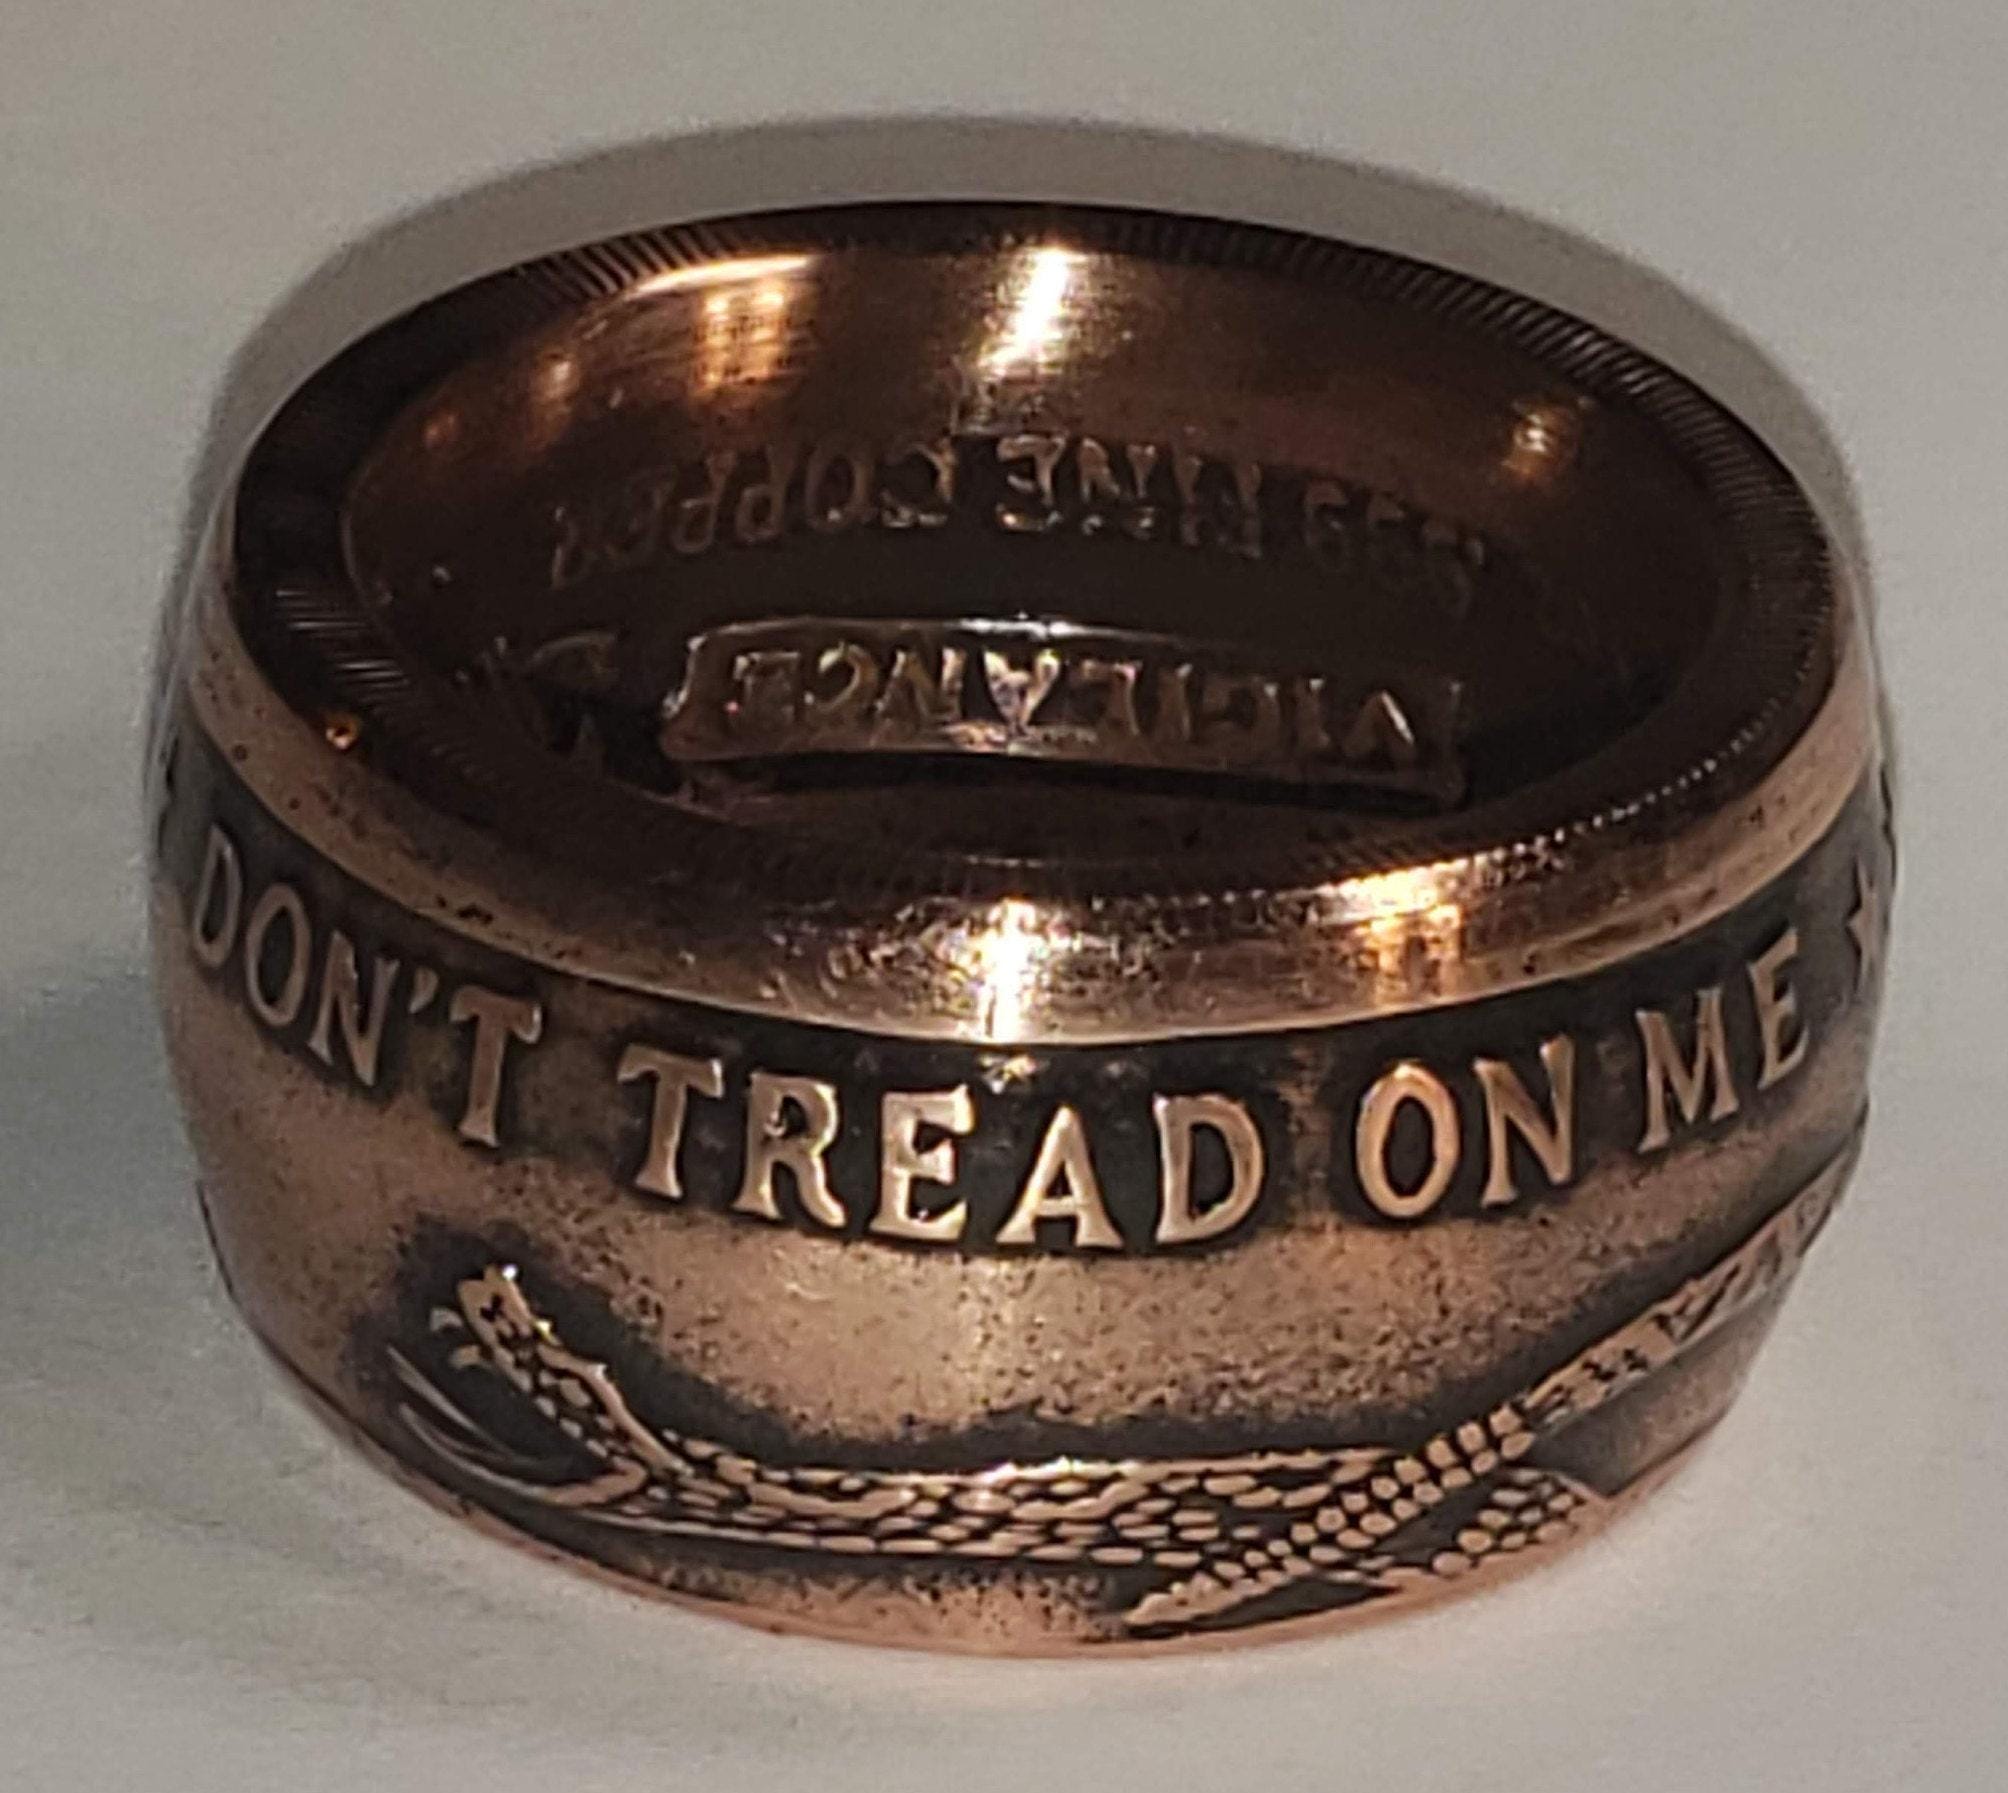 .999 FINE COPPER
VIGILANCE
DON'T TREAD ON ME